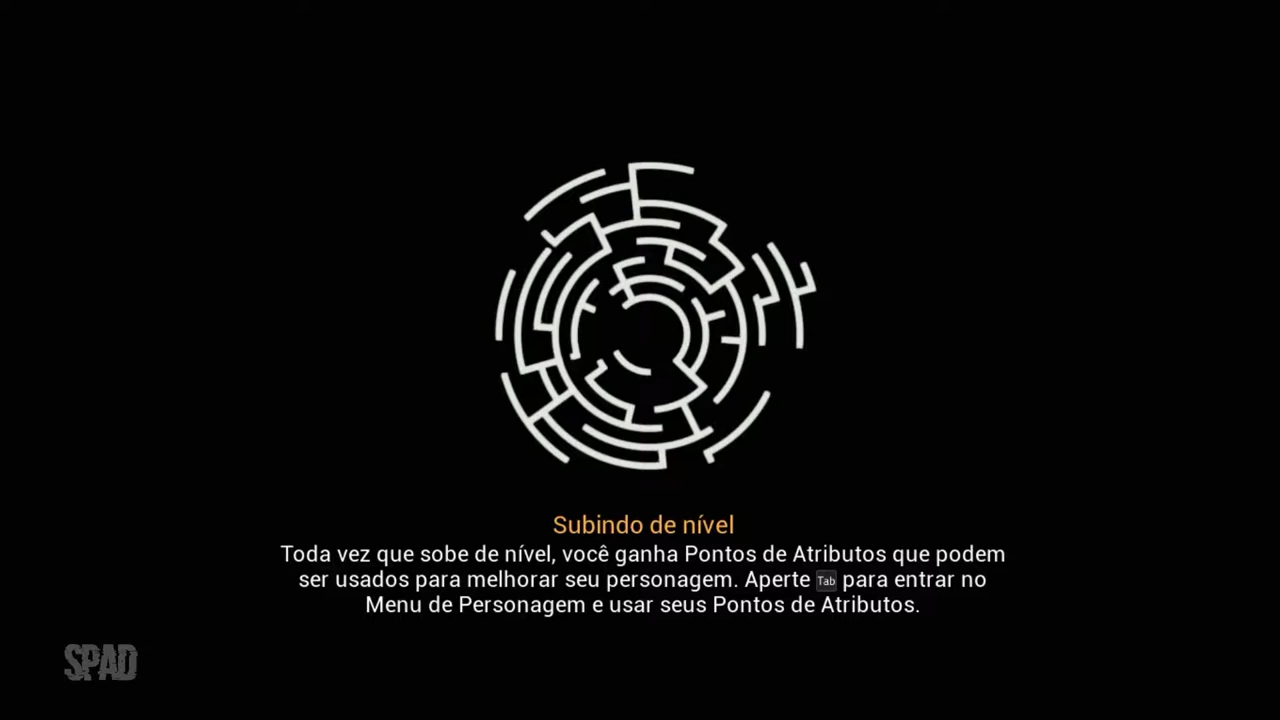 Subindo de nível
Toda vez que sobe de nível, você ganha Pontos de Atributos que podem
ser usados para melhorar seu personagem. Aperte Tab para entrar no
Menu de Personagem e usar seus Pontos de Atributos.
SPAD